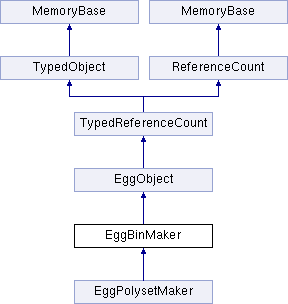 MemoryBase MemoryBase
TypedObject ReferenceCount
TypedReferenceCount
EggObject
EggBinMaker
EggPolysetMaker